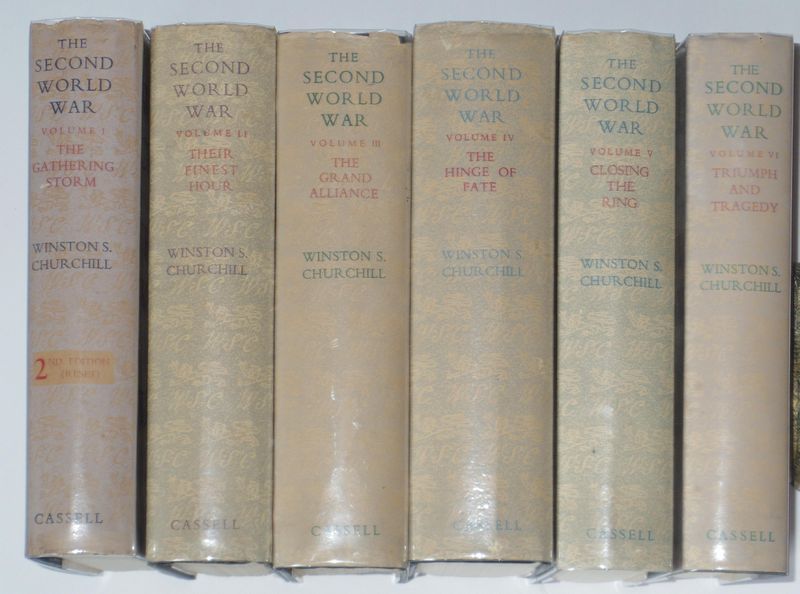 THE
SECOND
WORLD
WAR
VOLUME I
THE
GATHERING
STORM
WINSTON S.
CHURCHILL
2ND. EDITION
CASSELL
THE
SECOND
WORLD
WAR
VOLUME II
THEIR
FINEST
HOUR
WINSTON S.
CHURCHILL
CASSELL
THE
SECOND
WORLD
WAR
VOLUME III
THE
GRAND
ALLIANCE
WINSTON S.
CHURCHILL
CASSELL
THE
SECOND
WORLD
WAR
VOLUME IV
THE
HINGE OF
FATE
WINSTON S.
CHURCHILL
CASSELL
THE
SECOND
WORLD
WAR
VOLUME V
CLOSING
THE
RING
WINSTON S.
CHURCHILL
CASSELL
THE
SECOND
WORLD
WAR
VOLUME VI
TRIUMPH
AND
TRAGEDY
WINSTON S.
CHURCHILL
CASSELL